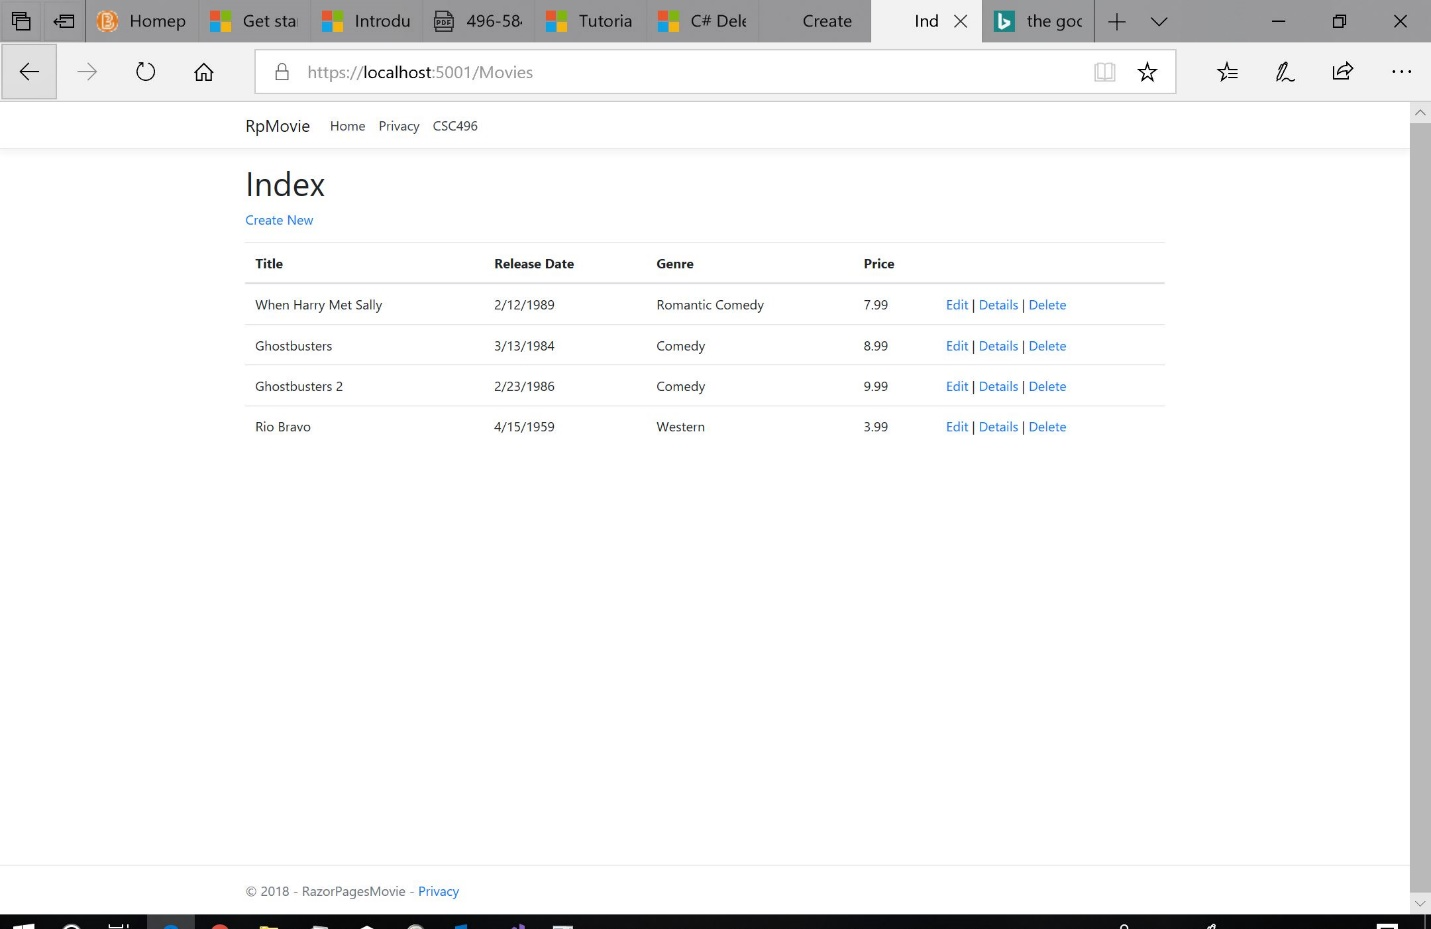 Homep Get sta Introdu 496-58 Tutoria C# Dele Create Ind the goo
https://localhost:5001/Movies
RpMovie Home Privacy CSC496
Index
Create New
Title Release Date Genre Price
When Harry Met Sally 2/12/1989 Romantic Comedy 7.99 Edit | Details | Delete
Ghostbusters 3/13/1984 Comedy 8.99 Edit | Details | Delete
Ghostbusters 2 2/23/1986 Comedy 9.99 Edit | Details | Delete
Rio Bravo 4/15/1959 Western 3.99 Edit | Details | Delete
© 2018 - RazorPagesMovie - Privacy